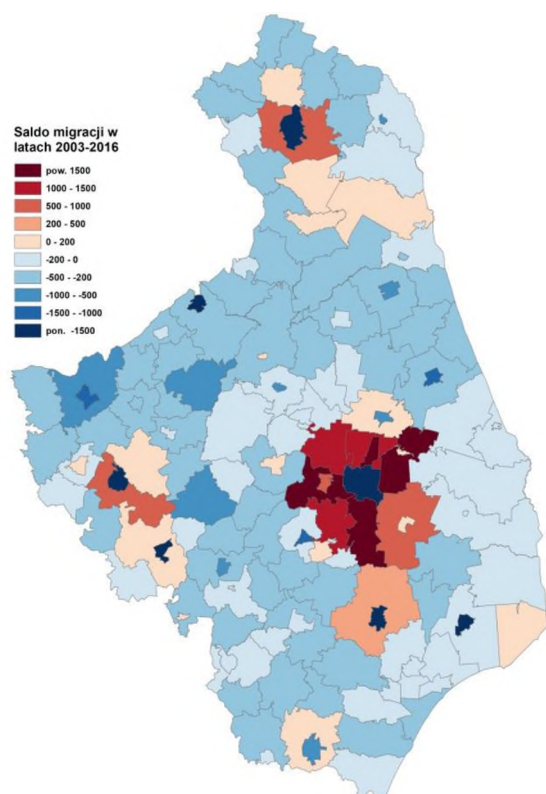 Saldo migracji w
latach 2003-2016
pow. 1500
1000 - 1500
500 - 1000
200 - 500
0 - 200
-200 - 0
-500 - -200
-1000 - -500
-1500 - -1000
pon. -1500